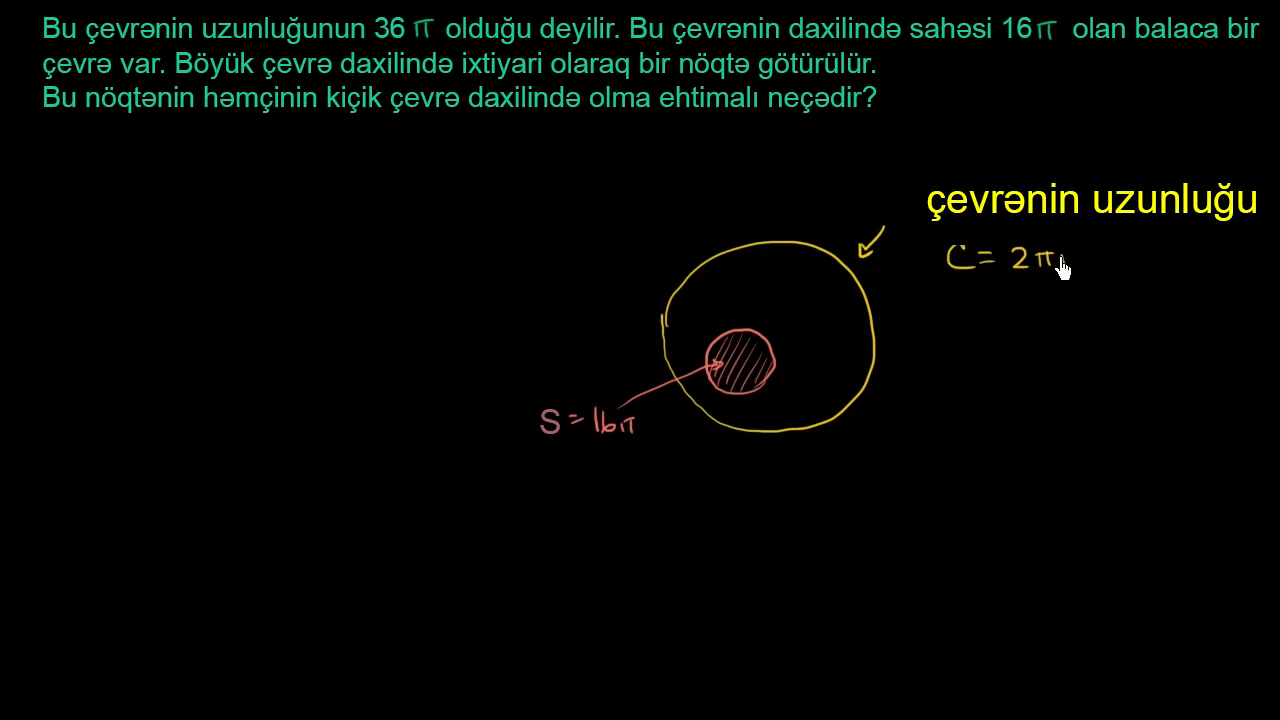 Bu çevrənin uzunluğunun 36 π olduğu deyilir. Bu çevrənin daxilində sahəsi 16π olan balaca bir
çevrə var. Böyük çevrə daxilində ixtiyari olaraq bir nöqtə götürülür.
Bu nöqtənin həmçinin kiçik çevrə daxilində olma ehtimalı neçədir?
çevrənin uzunluğu
C = 2π
S = 16π